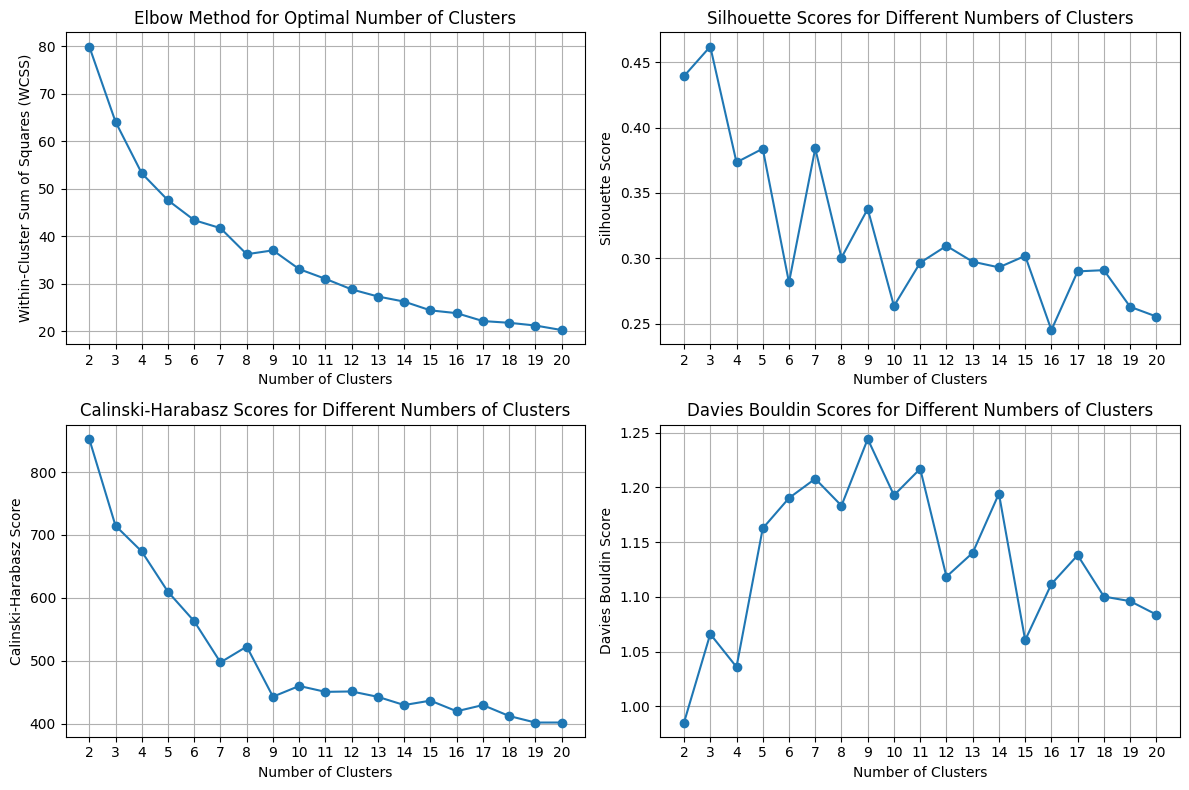 Elbow Method for Optimal Number of Clusters
Within-Cluster Sum of Squares (WCSS)
80
70
60
50
40
30
20
2 3 4 5 6 7 8 9 10 11 12 13 14 15 16 17 18 19 20
Number of Clusters
Silhouette Scores for Different Numbers of Clusters
Silhouette Score
0.45
0.40
0.35
0.30
0.25
2 3 4 5 6 7 8 9 10 11 12 13 14 15 16 17 18 19 20
Number of Clusters
Calinski-Harabasz Scores for Different Numbers of Clusters
Calinski-Harabasz Score
800
700
600
500
400
2 3 4 5 6 7 8 9 10 11 12 13 14 15 16 17 18 19 20
Number of Clusters
Davies Bouldin Scores for Different Numbers of Clusters
Davies Bouldin Score
1.25
1.20
1.15
1.10
1.05
1.00
2 3 4 5 6 7 8 9 10 11 12 13 14 15 16 17 18 19 20
Number of Clusters